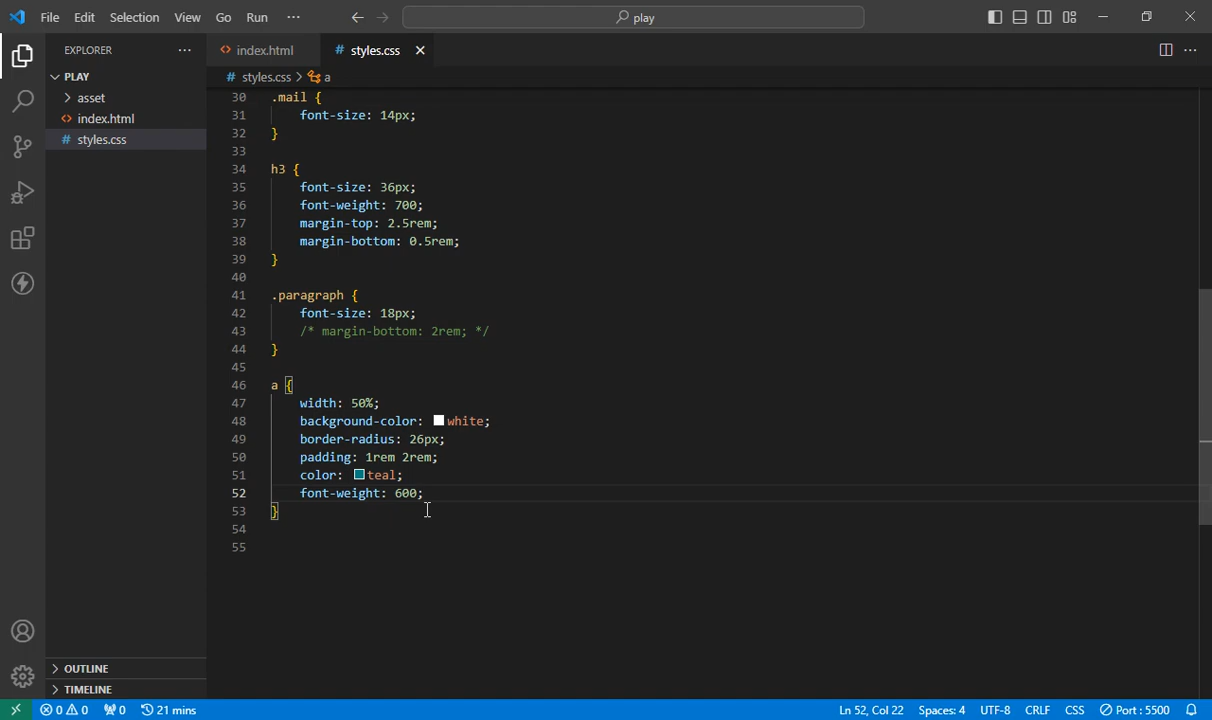 File Edit Selection View Go Run ··· play
EXPLORER ···
PLAY
asset
index.html
styles.css
OUTLINE
TIMELINE
index.html
styles.css
styles.css > a
30 .mail {
31 font-size: 14px;
32 }
33
34 h3 {
35 font-size: 36px;
36 font-weight: 700;
37 margin-top: 2.5rem;
38 margin-bottom: 0.5rem;
39 }
40
41 .paragraph {
42 font-size: 18px;
43 /* margin-bottom: 2rem; */
44 }
45
46 a {
47 width: 50%;
48 background-color: white;
49 border-radius: 26px;
50 padding: 1rem 2rem;
51 color: teal;
52 font-weight: 600;
53 }
54
55
0 0 0 21 mins Ln 52, Col 22 Spaces: 4 UTF-8 CRLF CSS Port : 5500